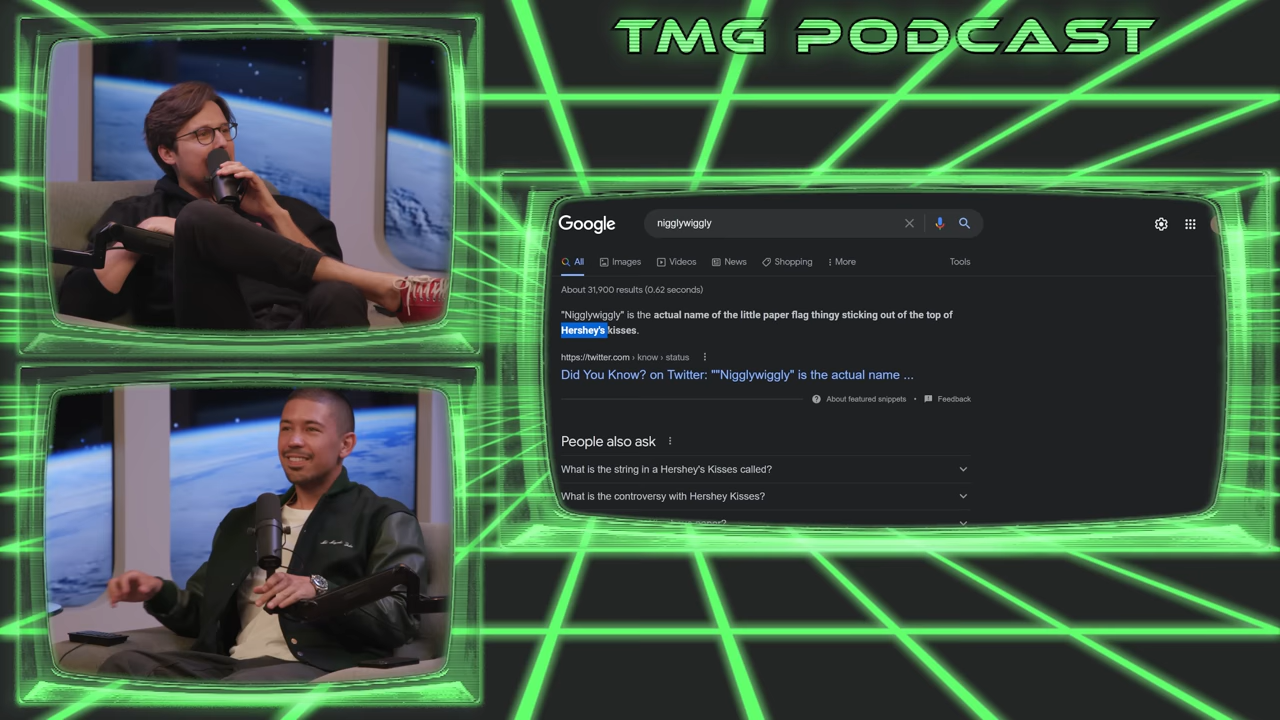 TMG PODCAST
Google
nigglywiggly
All
Images
Videos
News
Shopping
More
Tools
About 31,900 results (0.62 seconds)
"Nigglywiggly" is the actual name of the little paper flag thingy sticking out of the top of
Hershey's kisses.
https://twitter.com › know › status
Did You Know? on Twitter: ""Nigglywiggly" is the actual name ...
About featured snippets • Feedback
People also ask
What is the string in a Hershey's Kisses called?
What is the controversy with Hershey Kisses?